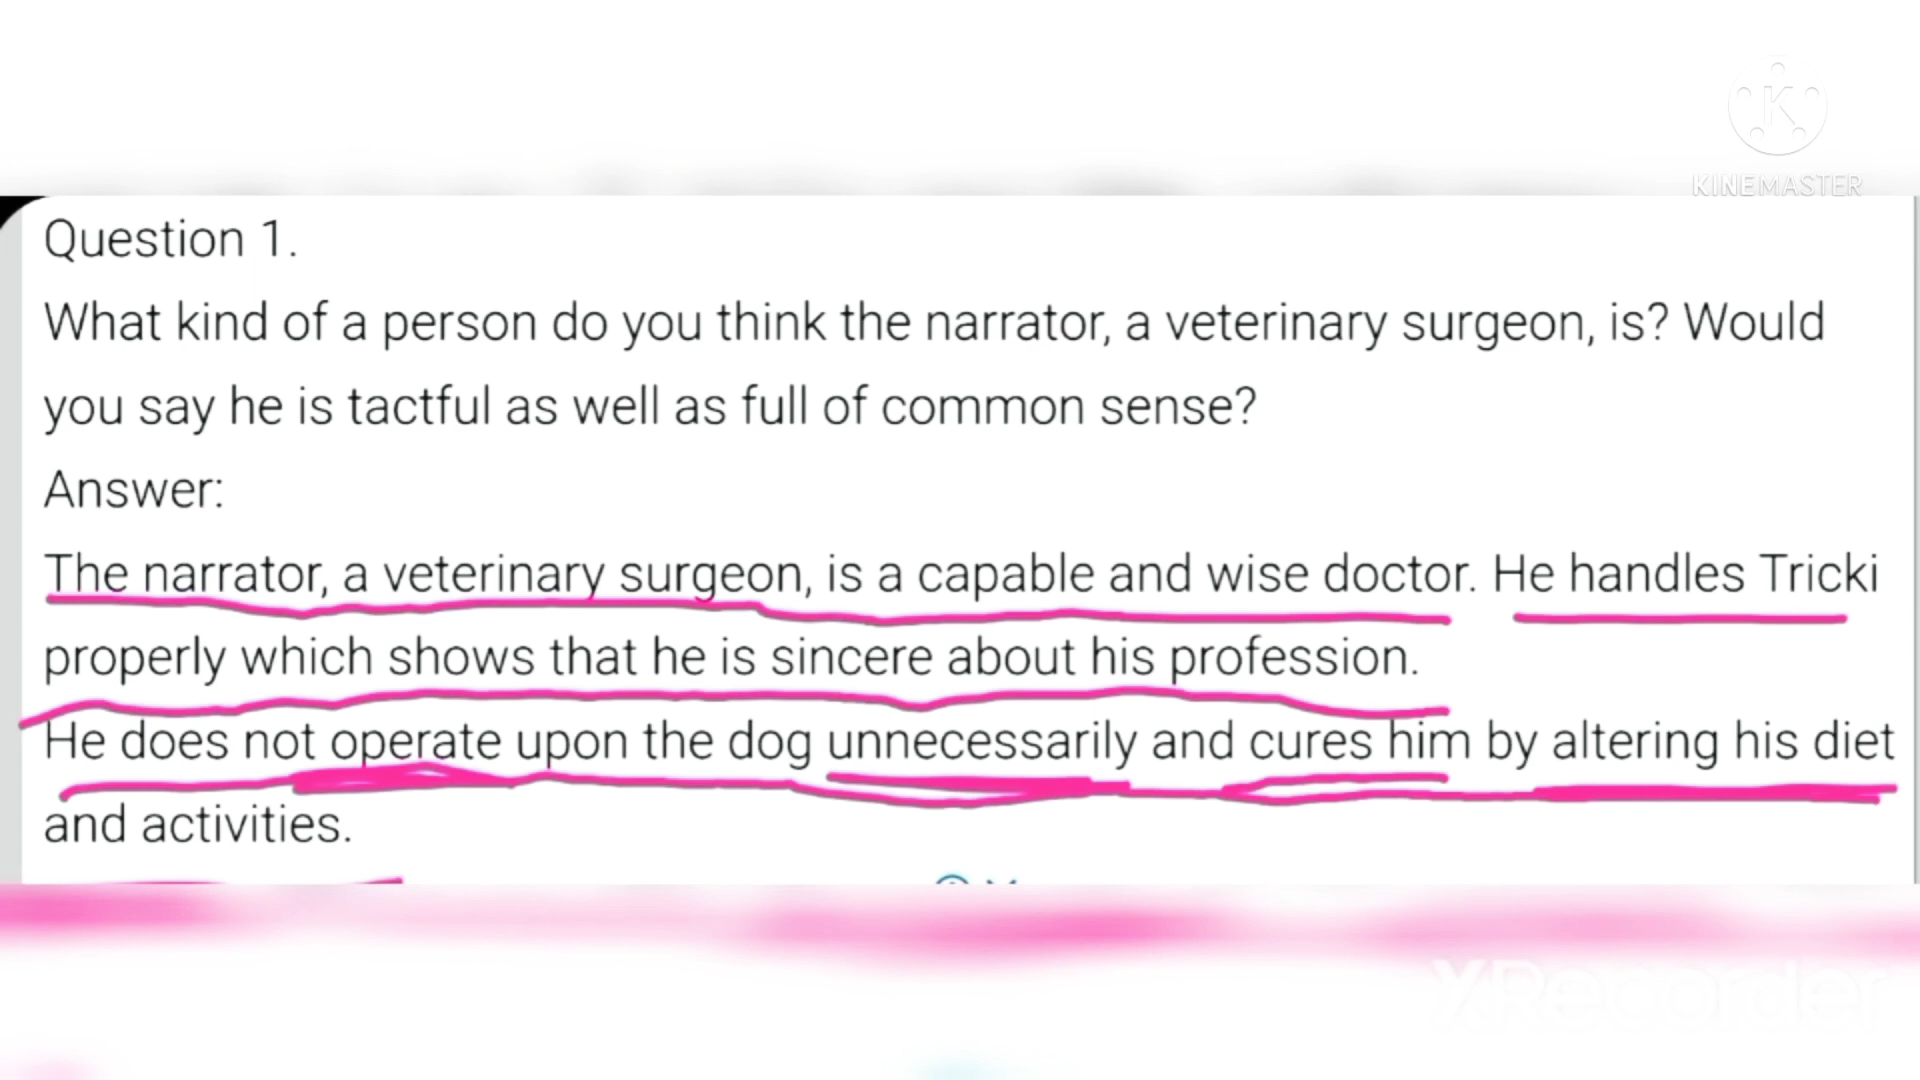 KINEMASTER
Question 1.
What kind of a person do you think the narrator, a veterinary surgeon, is? Would
you say he is tactful as well as full of common sense?
Answer:
The narrator, a veterinary surgeon, is a capable and wise doctor. He handles Tricki
properly which shows that he is sincere about his profession.
He does not operate upon the dog unnecessarily and cures him by altering his diet
and activities.
XRecorder